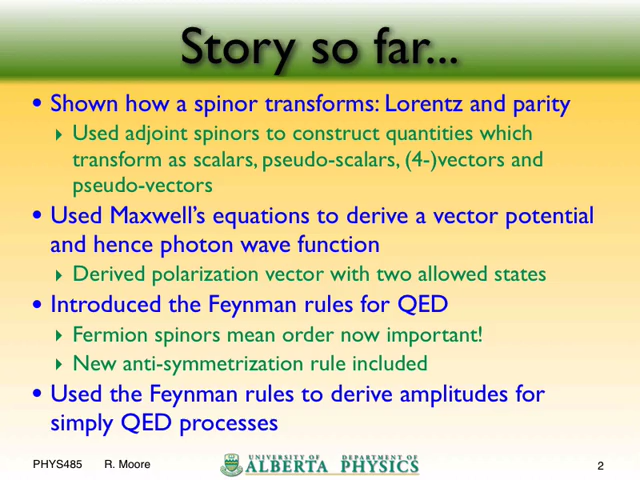 Story so far...
• Shown how a spinor transforms: Lorentz and parity
‣ Used adjoint spinors to construct quantities which
transform as scalars, pseudo-scalars, (4-)vectors and
pseudo-vectors
• Used Maxwell's equations to derive a vector potential
and hence photon wave function
‣ Derived polarization vector with two allowed states
• Introduced the Feynman rules for QED
‣ Fermion spinors mean order now important!
‣ New anti-symmetrization rule included
• Used the Feynman rules to derive amplitudes for
simply QED processes
PHYS485 R. Moore
UNIVERSITY OF DEPARTMENT OF
ALBERTA PHYSICS
2